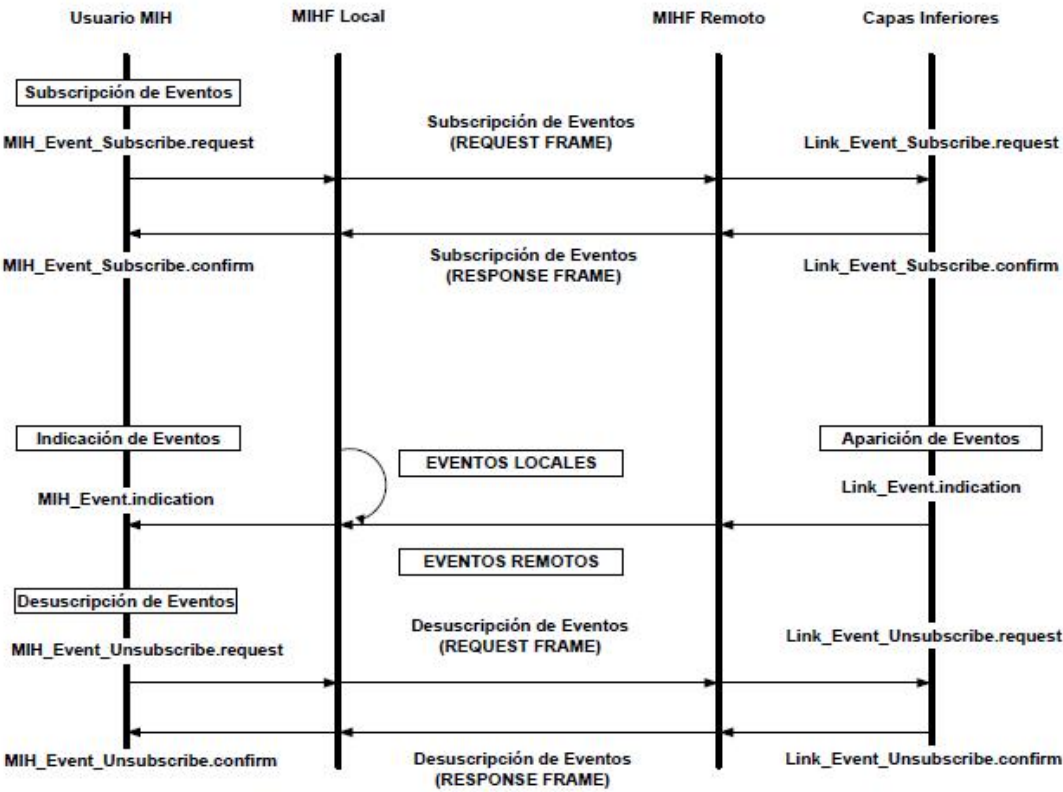 Usuario MIH
MIHF Local
MIHF Remoto
Capas Inferiores
Subscripción de Eventos
MIH_Event_Subscribe.request
Subscripción de Eventos
(REQUEST FRAME)
Link_Event_Subscribe.request
MIH_Event_Subscribe.confirm
Subscripción de Eventos
(RESPONSE FRAME)
Link_Event_Subscribe.confirm
Indicación de Eventos
Aparición de Eventos
EVENTOS LOCALES
MIH_Event.indication
Link_Event.indication
EVENTOS REMOTOS
Desuscripción de Eventos
MIH_Event_Unsubscribe.request
Desuscripción de Eventos
(REQUEST FRAME)
Link_Event_Unsubscribe.request
MIH_Event_Unsubscribe.confirm
Desuscripción de Eventos
(RESPONSE FRAME)
Link_Event_Unsubscribe.confirm